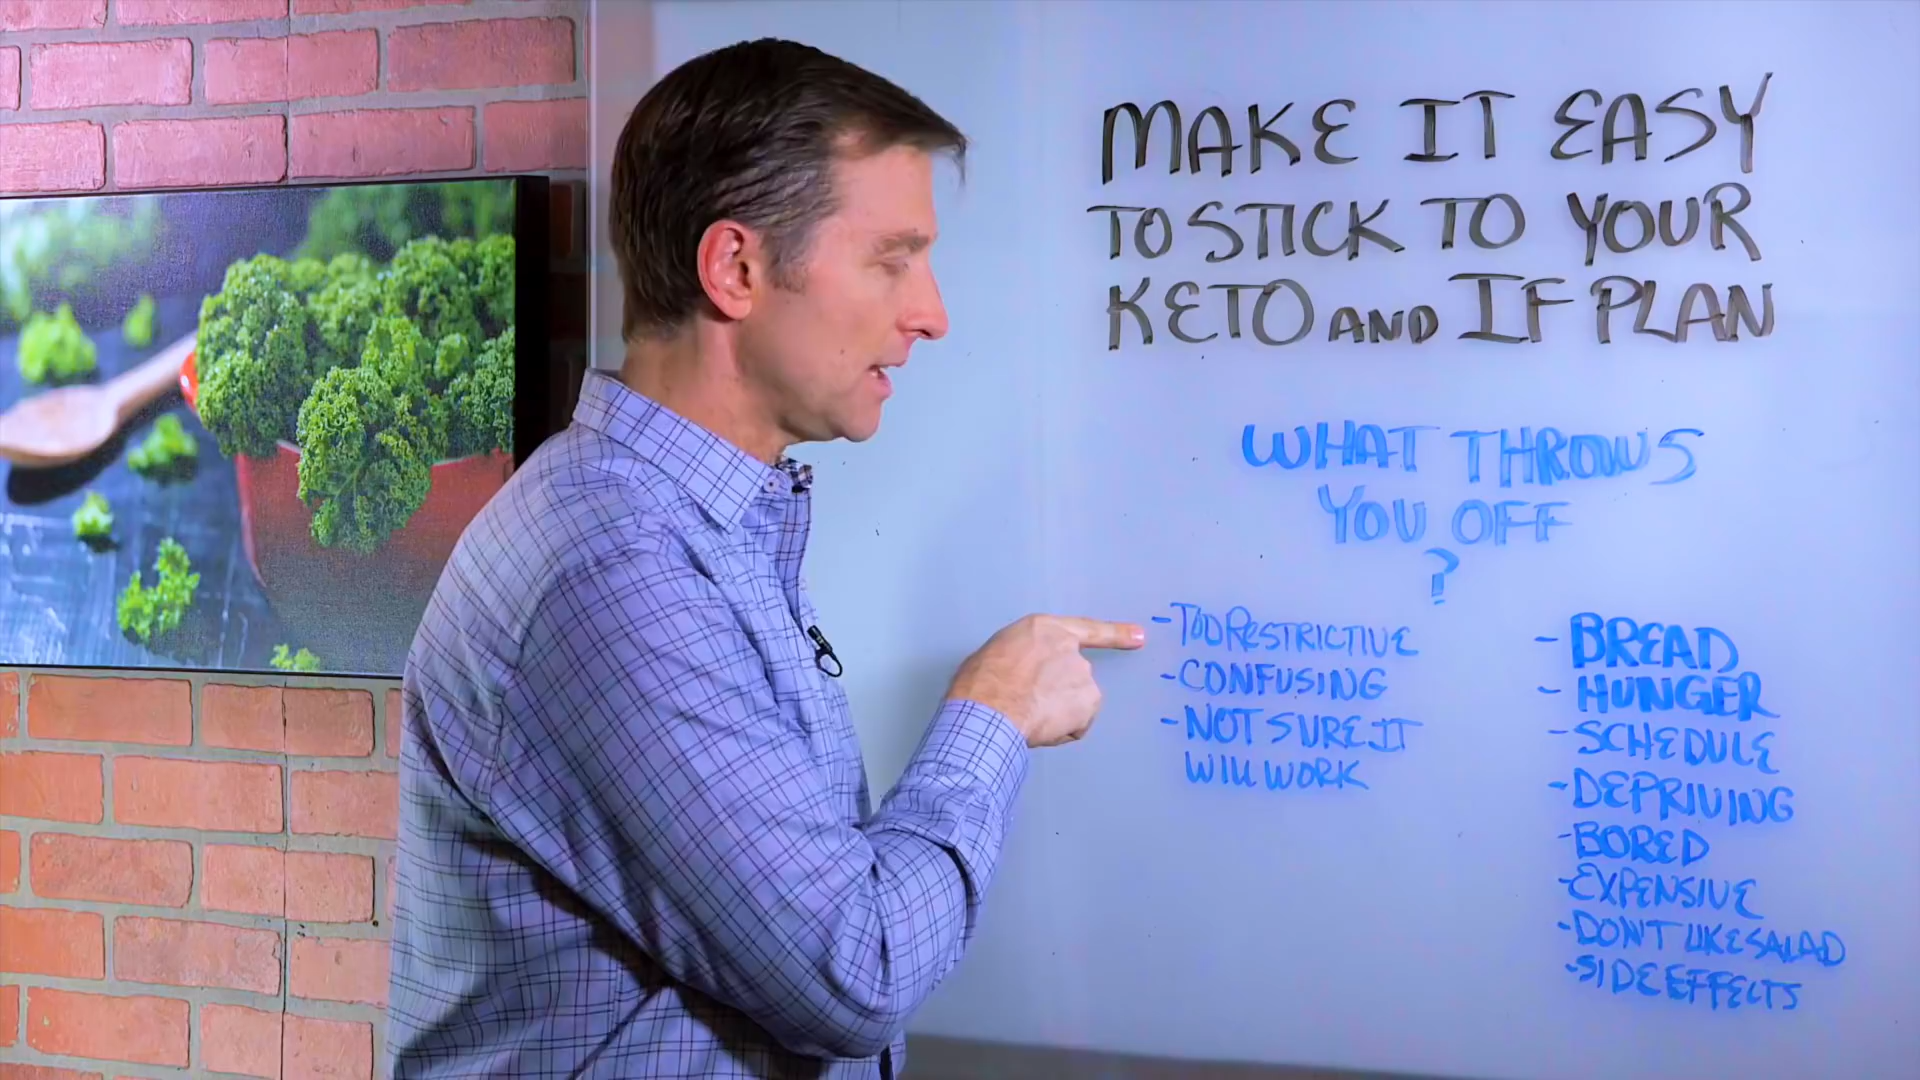 MAKE IT EASY
TO STICK TO YOUR
KETO AND IF PLAN
WHAT THROWS
YOU OFF
?
- TOO RESTRICTIVE
- CONFUSING
- NOT SURE IT
WILL WORK
- BREAD
- HUNGER
- SCHEDULE
- DEPRIVING
- BORED
- EXPENSIVE
- DON'T LIKE SALAD
- SIDE EFFECTS